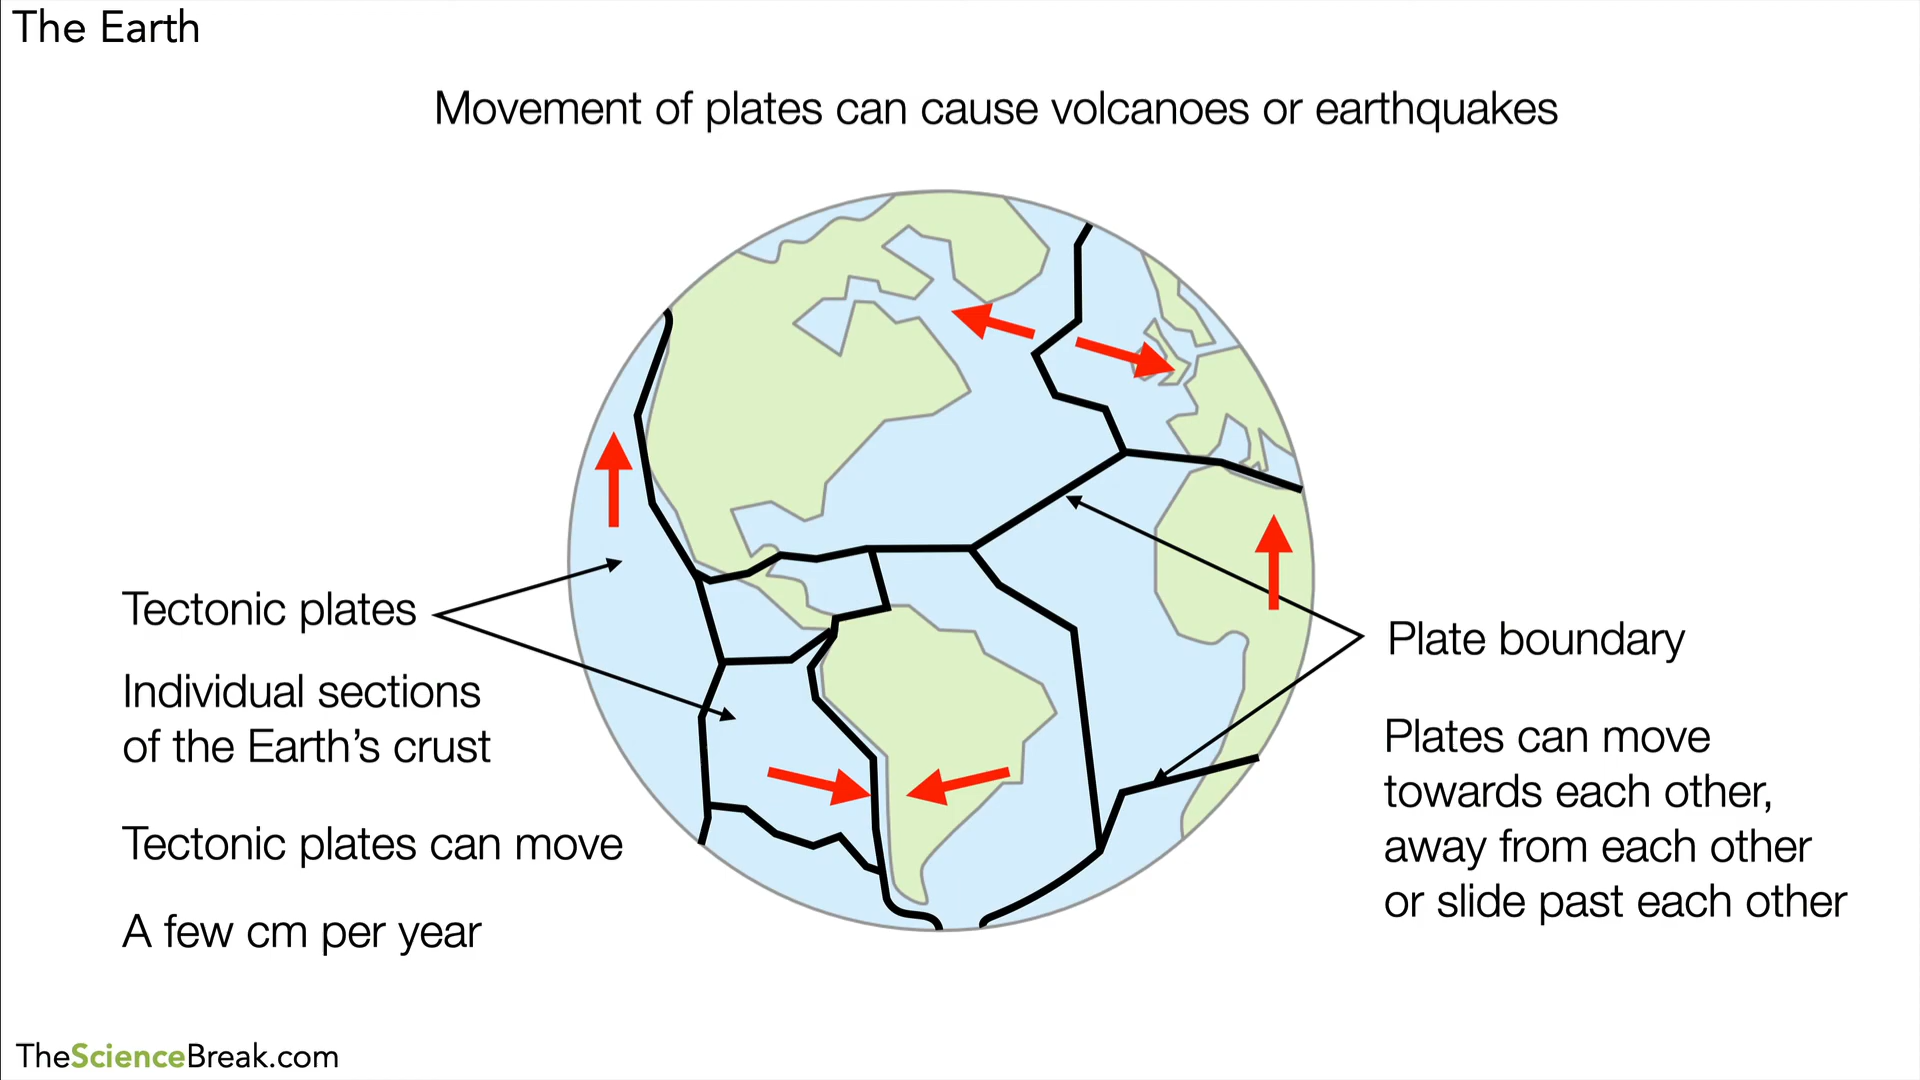 The Earth
Movement of plates can cause volcanoes or earthquakes
Tectonic plates
Individual sections
of the Earth’s crust
Tectonic plates can move
A few cm per year
Plate boundary
Plates can move
towards each other,
away from each other
or slide past each other
TheScienceBreak.com